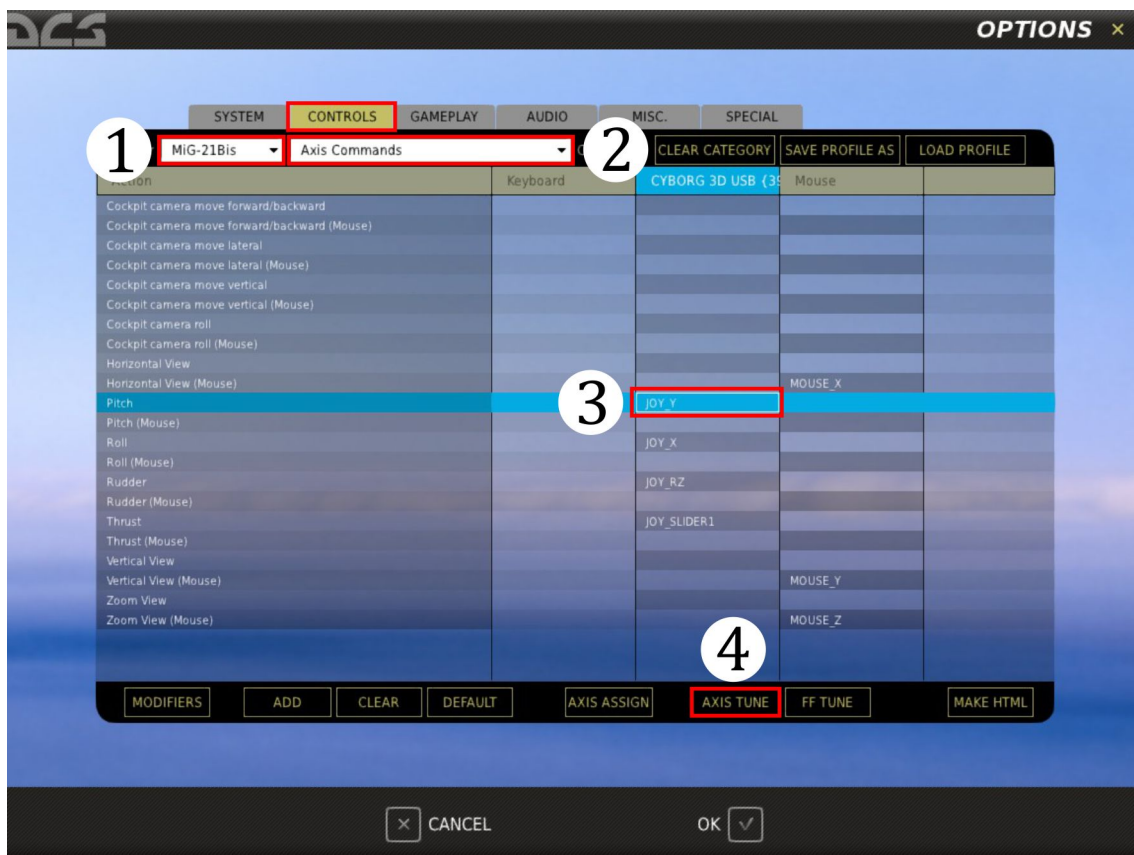 DCS
OPTIONS ×
SYSTEM CONTROLS GAMEPLAY AUDIO MISC. SPECIAL
1 MiG-21Bis Axis Commands 2 CLEAR CATEGORY SAVE PROFILE AS LOAD PROFILE
Action Keyboard CYBORG 3D USB {39 Mouse
Cockpit camera move forward/backward
Cockpit camera move forward/backward (Mouse)
Cockpit camera move lateral
Cockpit camera move lateral (Mouse)
Cockpit camera move vertical
Cockpit camera move vertical (Mouse)
Cockpit camera roll
Cockpit camera roll (Mouse)
Horizontal View
Horizontal View (Mouse) MOUSE_X
Pitch 3 JOY_Y
Pitch (Mouse)
Roll JOY_X
Roll (Mouse)
Rudder JOY_RZ
Rudder (Mouse)
Thrust JOY_SLIDER1
Thrust (Mouse)
Vertical View
Vertical View (Mouse) MOUSE_Y
Zoom View
Zoom View (Mouse) MOUSE_Z
4
MODIFIERS ADD CLEAR DEFAULT AXIS ASSIGN AXIS TUNE FF TUNE MAKE HTML
CANCEL OK